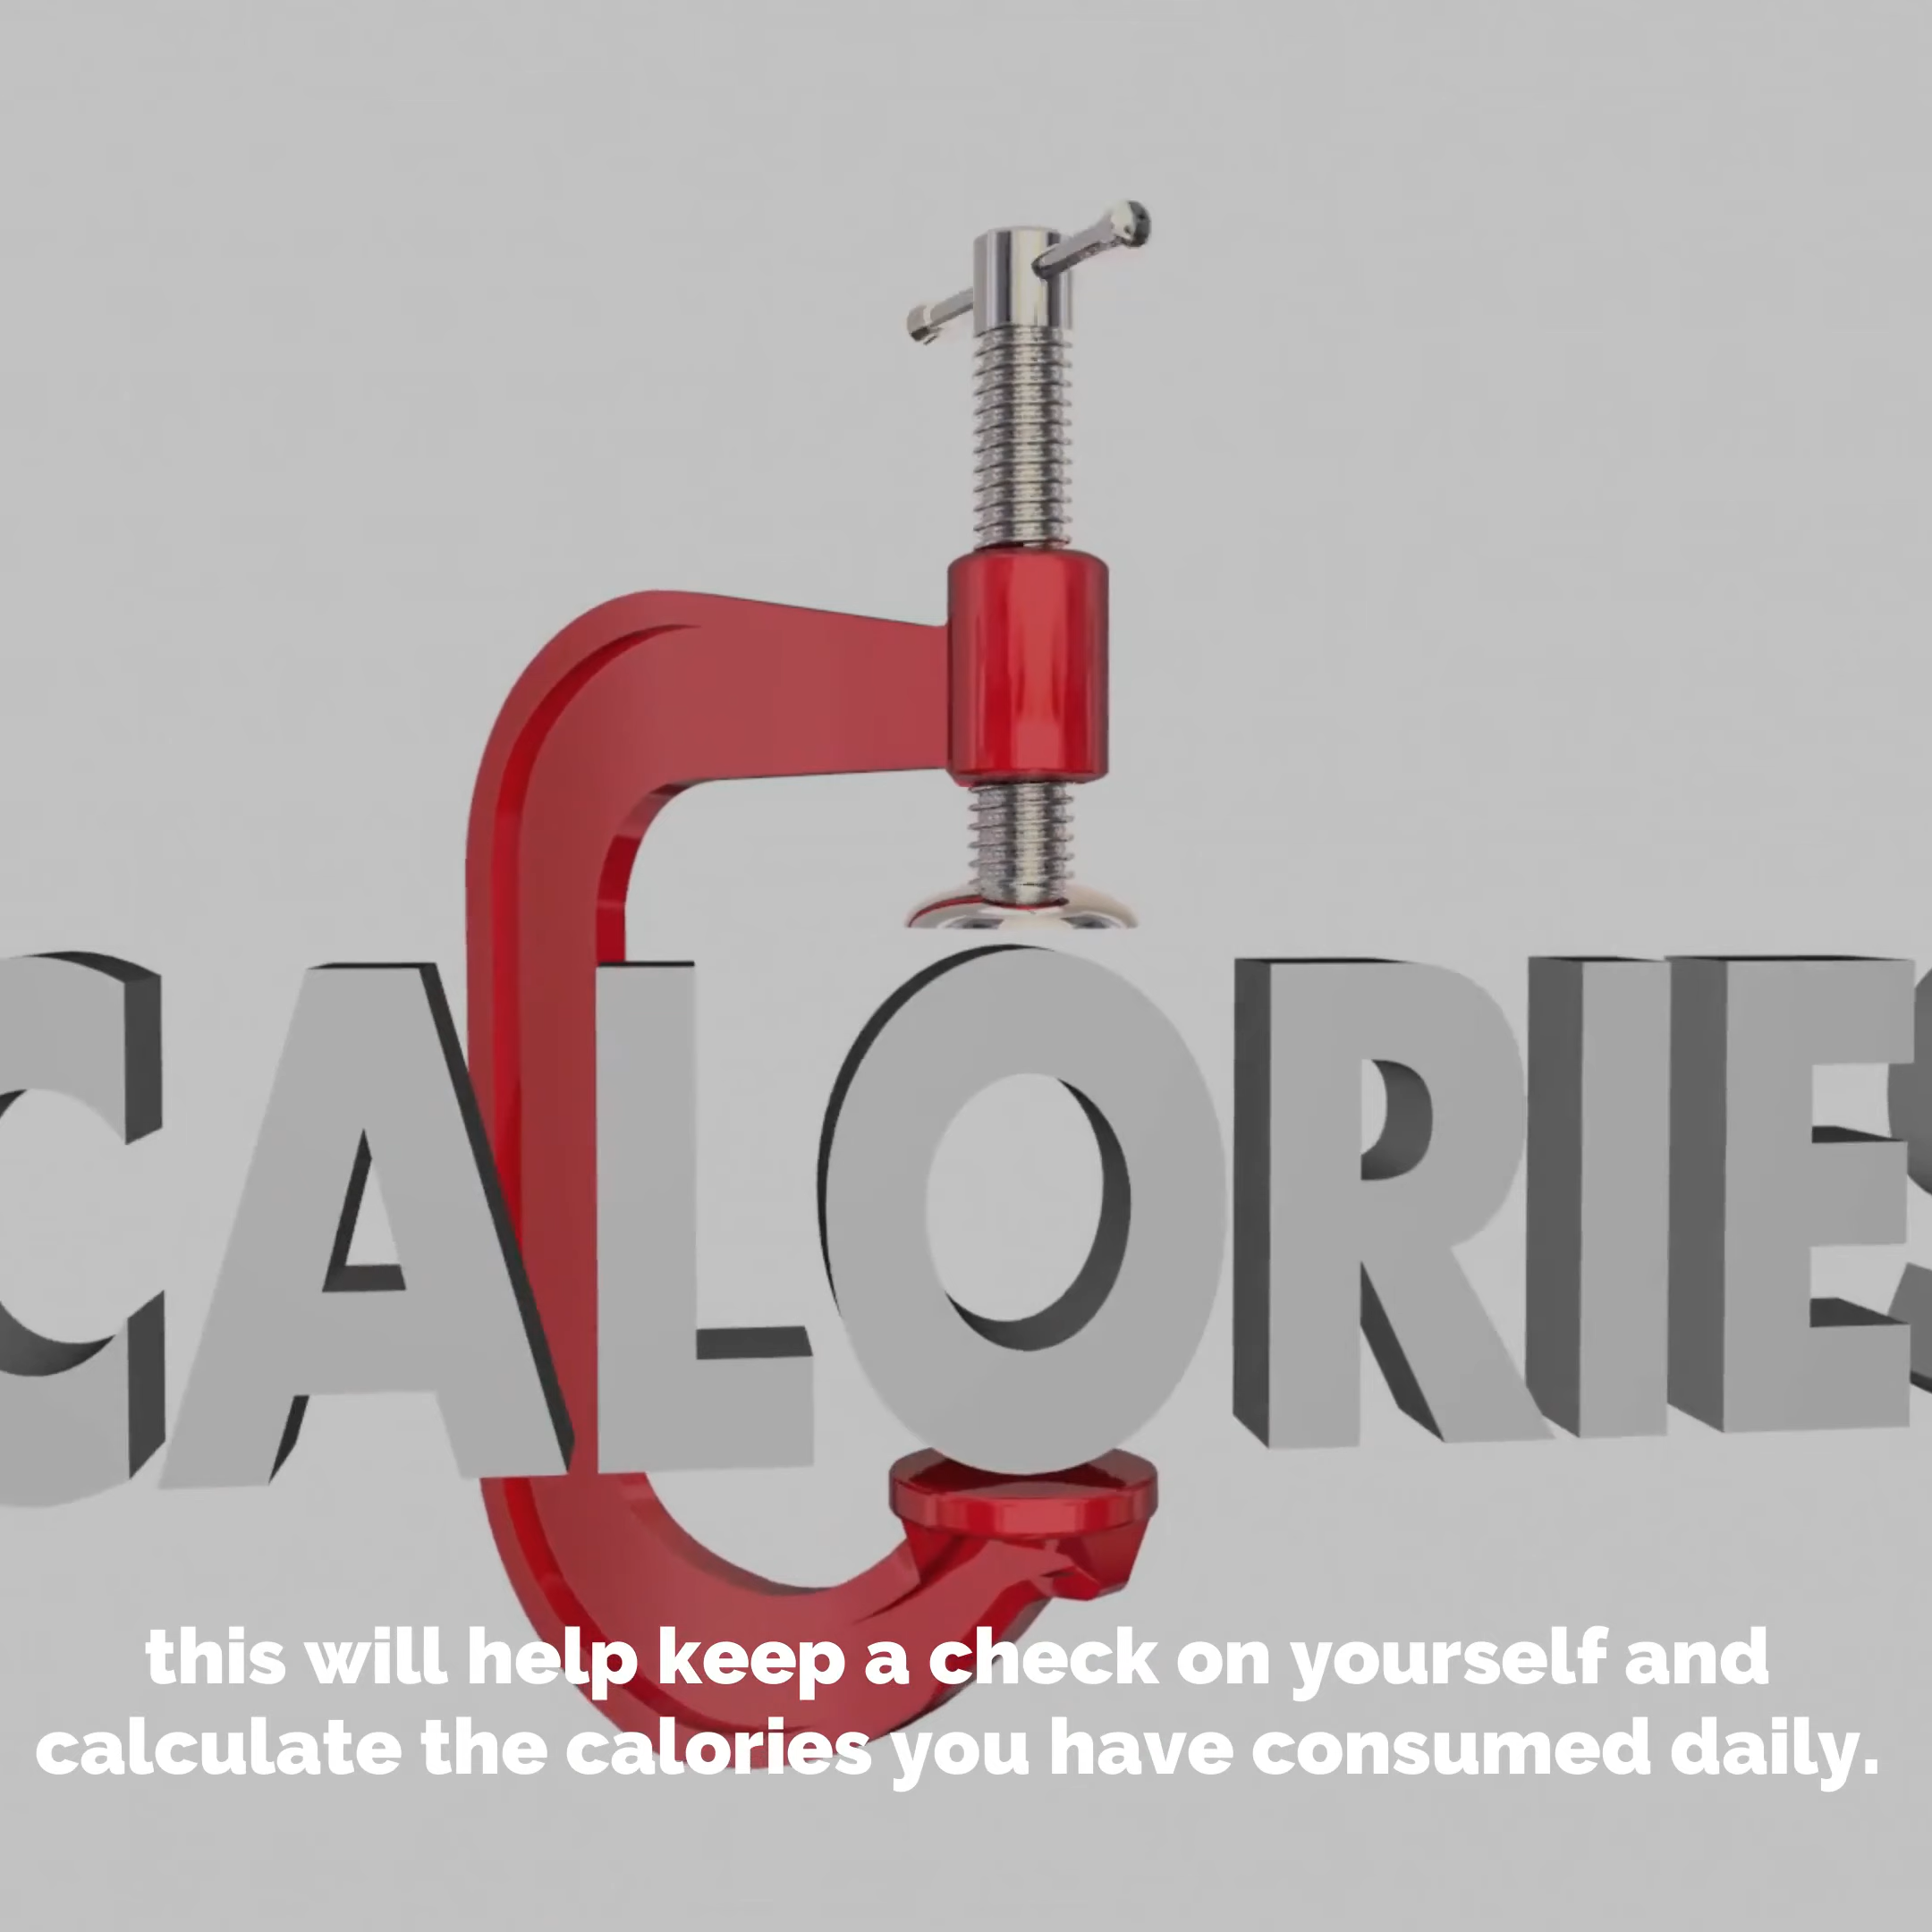 CALORIES
this will help keep a check on yourself and
calculate the calories you have consumed daily.